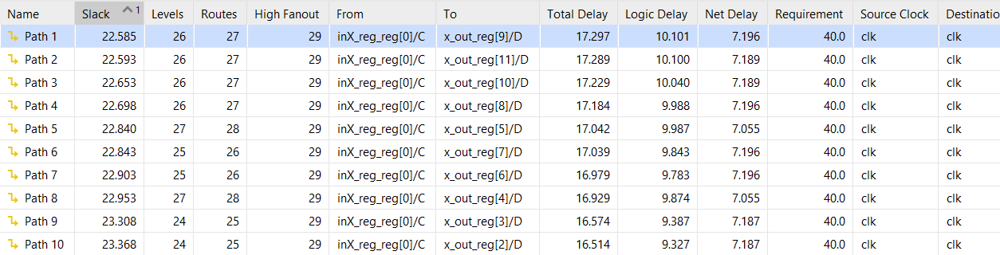 Name Slack 1 Levels Routes High Fanout From To Total Delay Logic Delay Net Delay Requirement Source Clock Destinatio
Path 1 22.585 26 27 29 inX_reg_reg[0]/C x_out_reg[9]/D 17.297 10.101 7.196 40.0 clk clk
Path 2 22.593 26 27 29 inX_reg_reg[0]/C x_out_reg[11]/D 17.289 10.100 7.189 40.0 clk clk
Path 3 22.653 26 27 29 inX_reg_reg[0]/C x_out_reg[10]/D 17.229 10.040 7.189 40.0 clk clk
Path 4 22.698 26 27 29 inX_reg_reg[0]/C x_out_reg[8]/D 17.184 9.988 7.196 40.0 clk clk
Path 5 22.840 27 28 29 inX_reg_reg[0]/C x_out_reg[5]/D 17.042 9.987 7.055 40.0 clk clk
Path 6 22.843 25 26 29 inX_reg_reg[0]/C x_out_reg[7]/D 17.039 9.843 7.196 40.0 clk clk
Path 7 22.903 25 26 29 inX_reg_reg[0]/C x_out_reg[6]/D 16.979 9.783 7.196 40.0 clk clk
Path 8 22.953 27 28 29 inX_reg_reg[0]/C x_out_reg[4]/D 16.929 9.874 7.055 40.0 clk clk
Path 9 23.308 24 25 29 inX_reg_reg[0]/C x_out_reg[3]/D 16.574 9.387 7.187 40.0 clk clk
Path 10 23.368 24 25 29 inX_reg_reg[0]/C x_out_reg[2]/D 16.514 9.327 7.187 40.0 clk clk